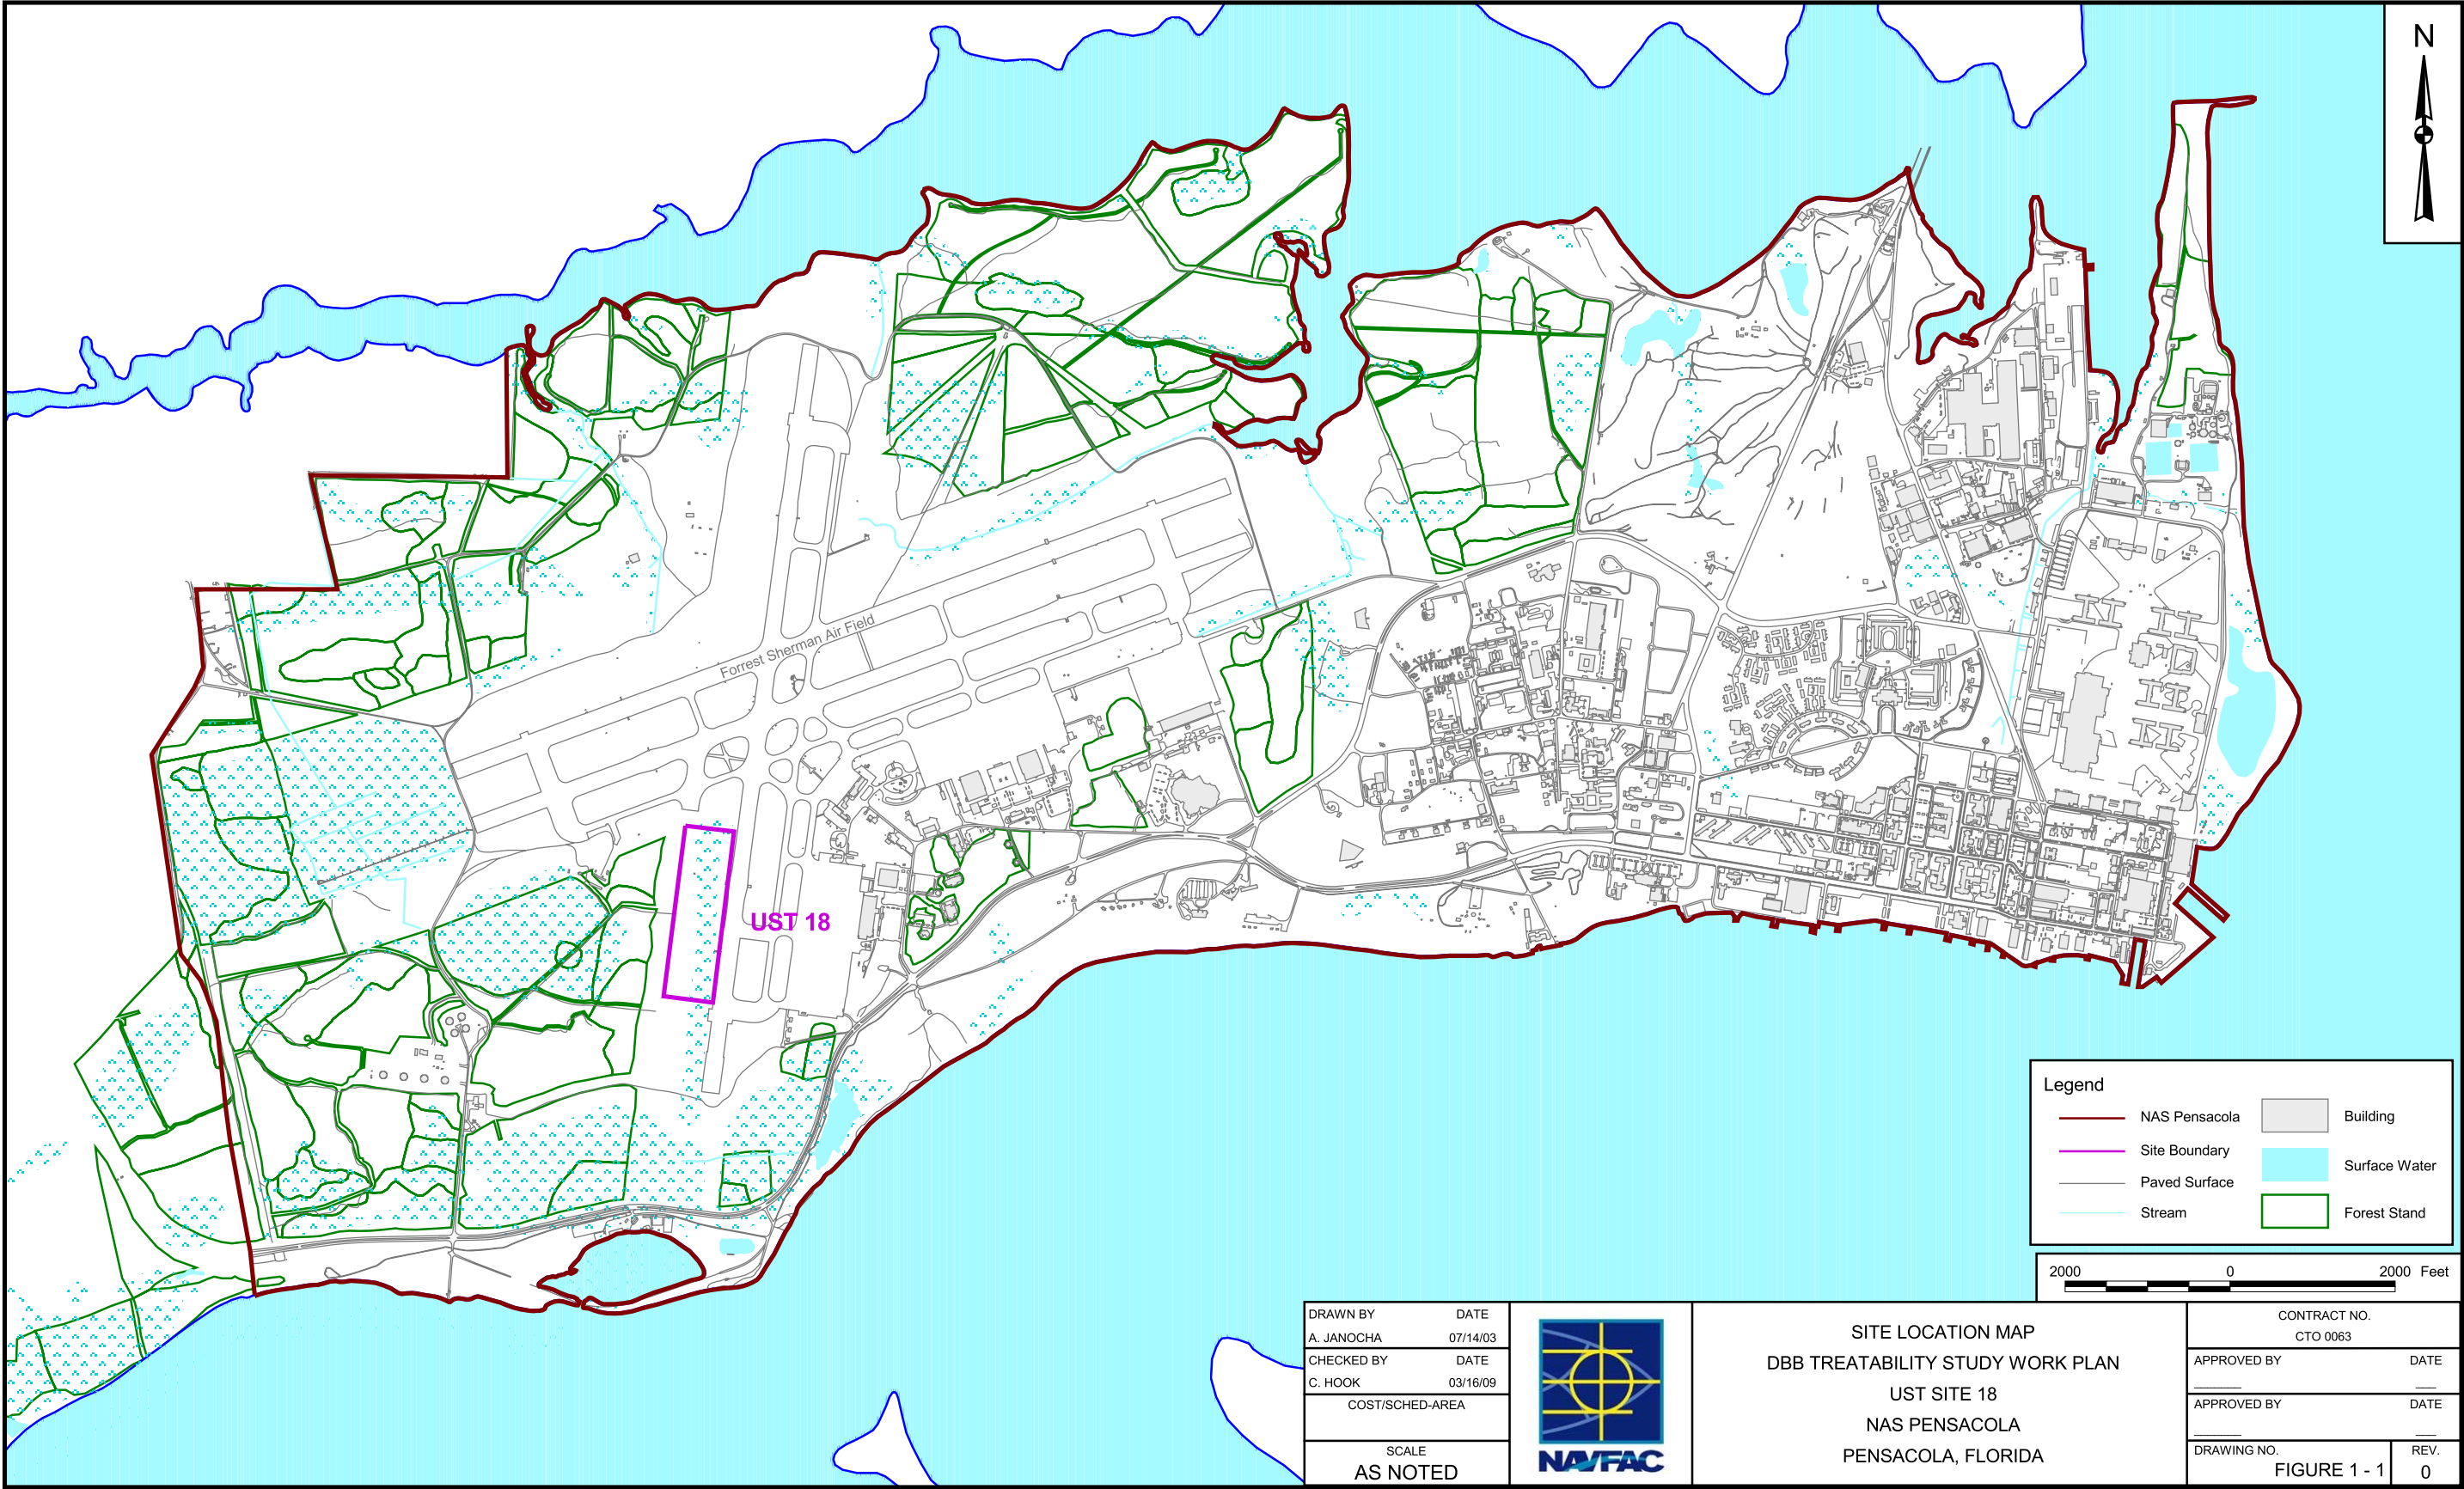 N
Forrest Sherman Air Field
UST 18
Legend
NAS Pensacola
Site Boundary
Paved Surface
Stream
Building
Surface Water
Forest Stand
2000 0 2000 Feet
DRAWN BY DATE
A. JANOCHA 07/14/03
CHECKED BY DATE
C. HOOK 03/16/09
COST/SCHED-AREA
SCALE
AS NOTED
NAVFAC
SITE LOCATION MAP
DBB TREATABILITY STUDY WORK PLAN
UST SITE 18
NAS PENSACOLA
PENSACOLA, FLORIDA
CONTRACT NO.
CTO 0063
APPROVED BY DATE
APPROVED BY DATE
DRAWING NO.
FIGURE 1 - 1
REV.
0